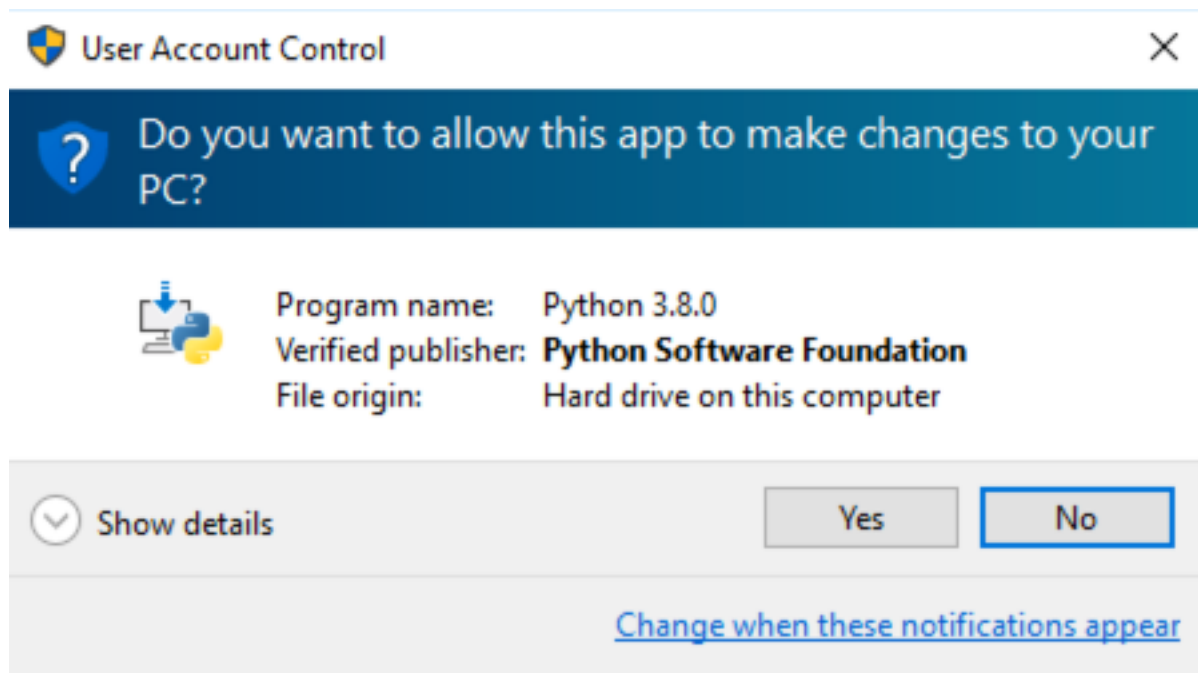 User Account Control
Do you want to allow this app to make changes to your
PC?
Program name: Python 3.8.0
Verified publisher: Python Software Foundation
File origin: Hard drive on this computer
Show details
Yes
No
Change when these notifications appear